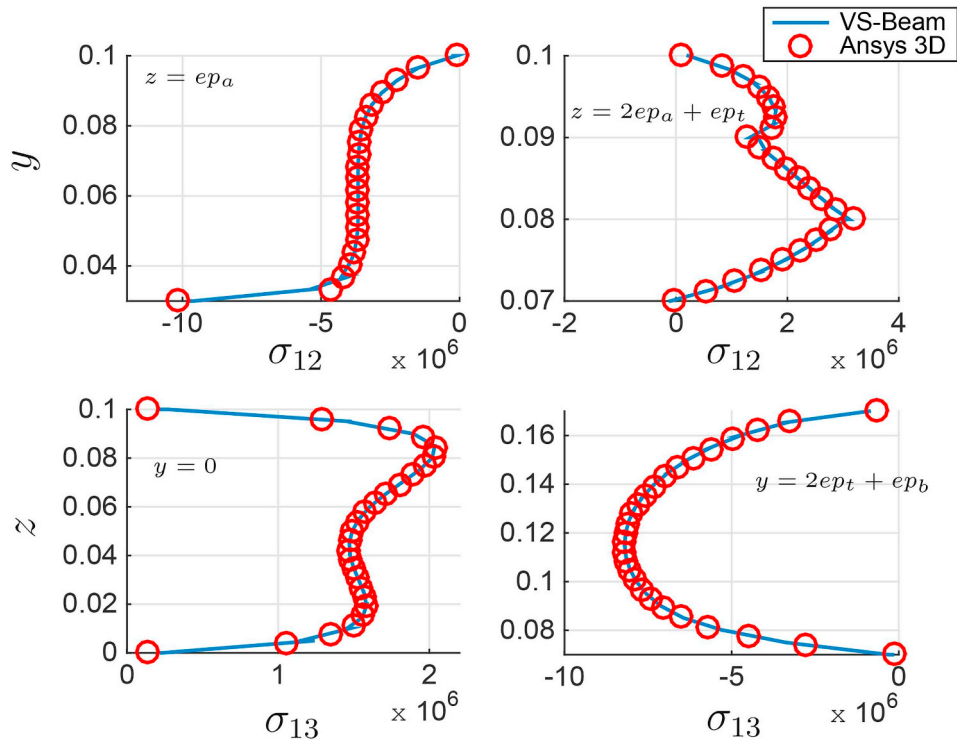 VS-Beam
Ansys 3D
0.1
0.08
0.06
0.04
y
z = ep_a
-10 -5 0
σ12 x 10^6
0.1
0.09
0.08
0.07
z = 2ep_a + ep_t
-2 0 2 4
σ12 x 10^6
0.1
0.08
0.06
0.04
0.02
0
z
y = 0
0 1 2
σ13 x 10^6
0.16
0.14
0.12
0.1
0.08
y = 2ep_t + ep_b
-10 -5 0
σ13 x 10^6